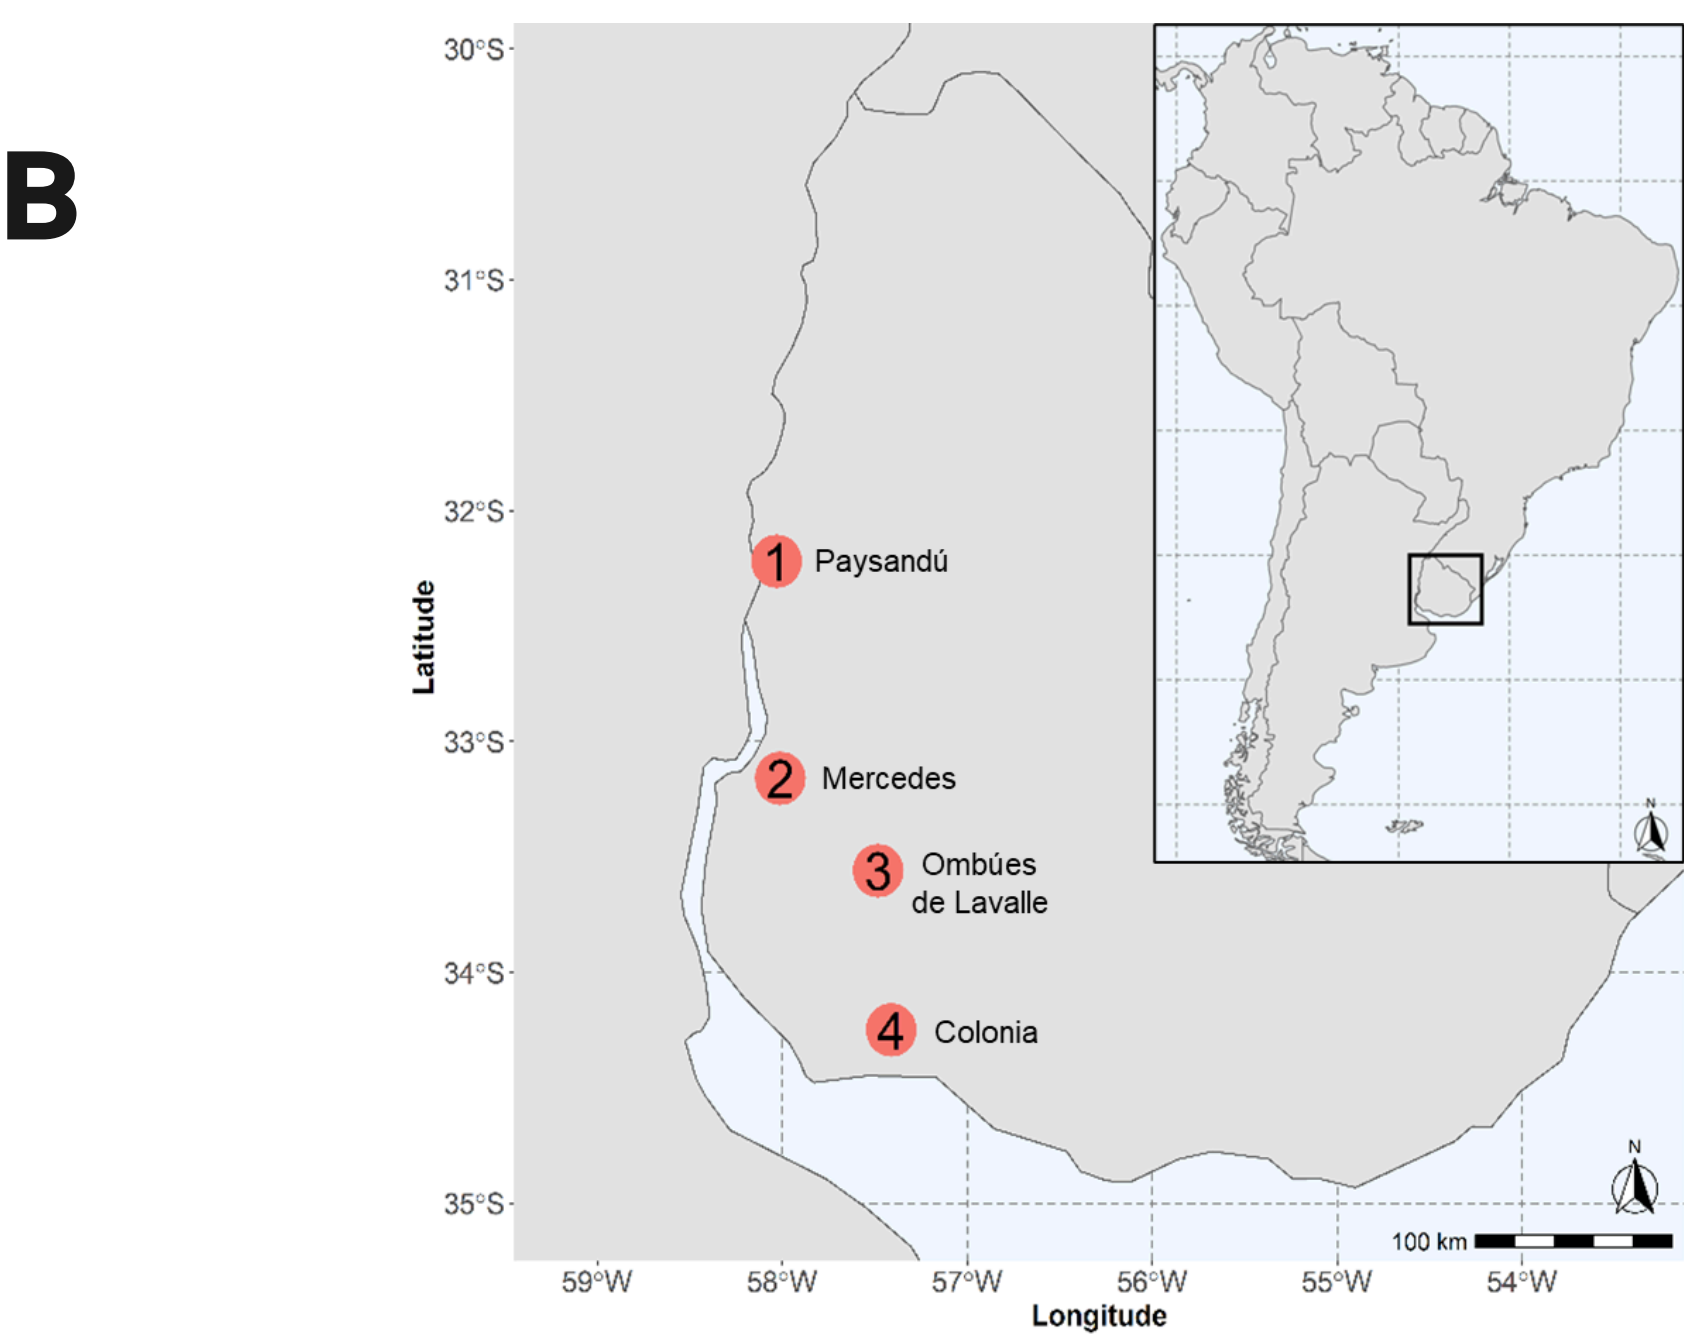 B
30°S
31°S
32°S
33°S
34°S
35°S
Latitude
1 Paysandú
2 Mercedes
3 Ombúes
de Lavalle
4 Colonia
N
N
100 km
59°W 58°W 57°W 56°W 55°W 54°W
Longitude